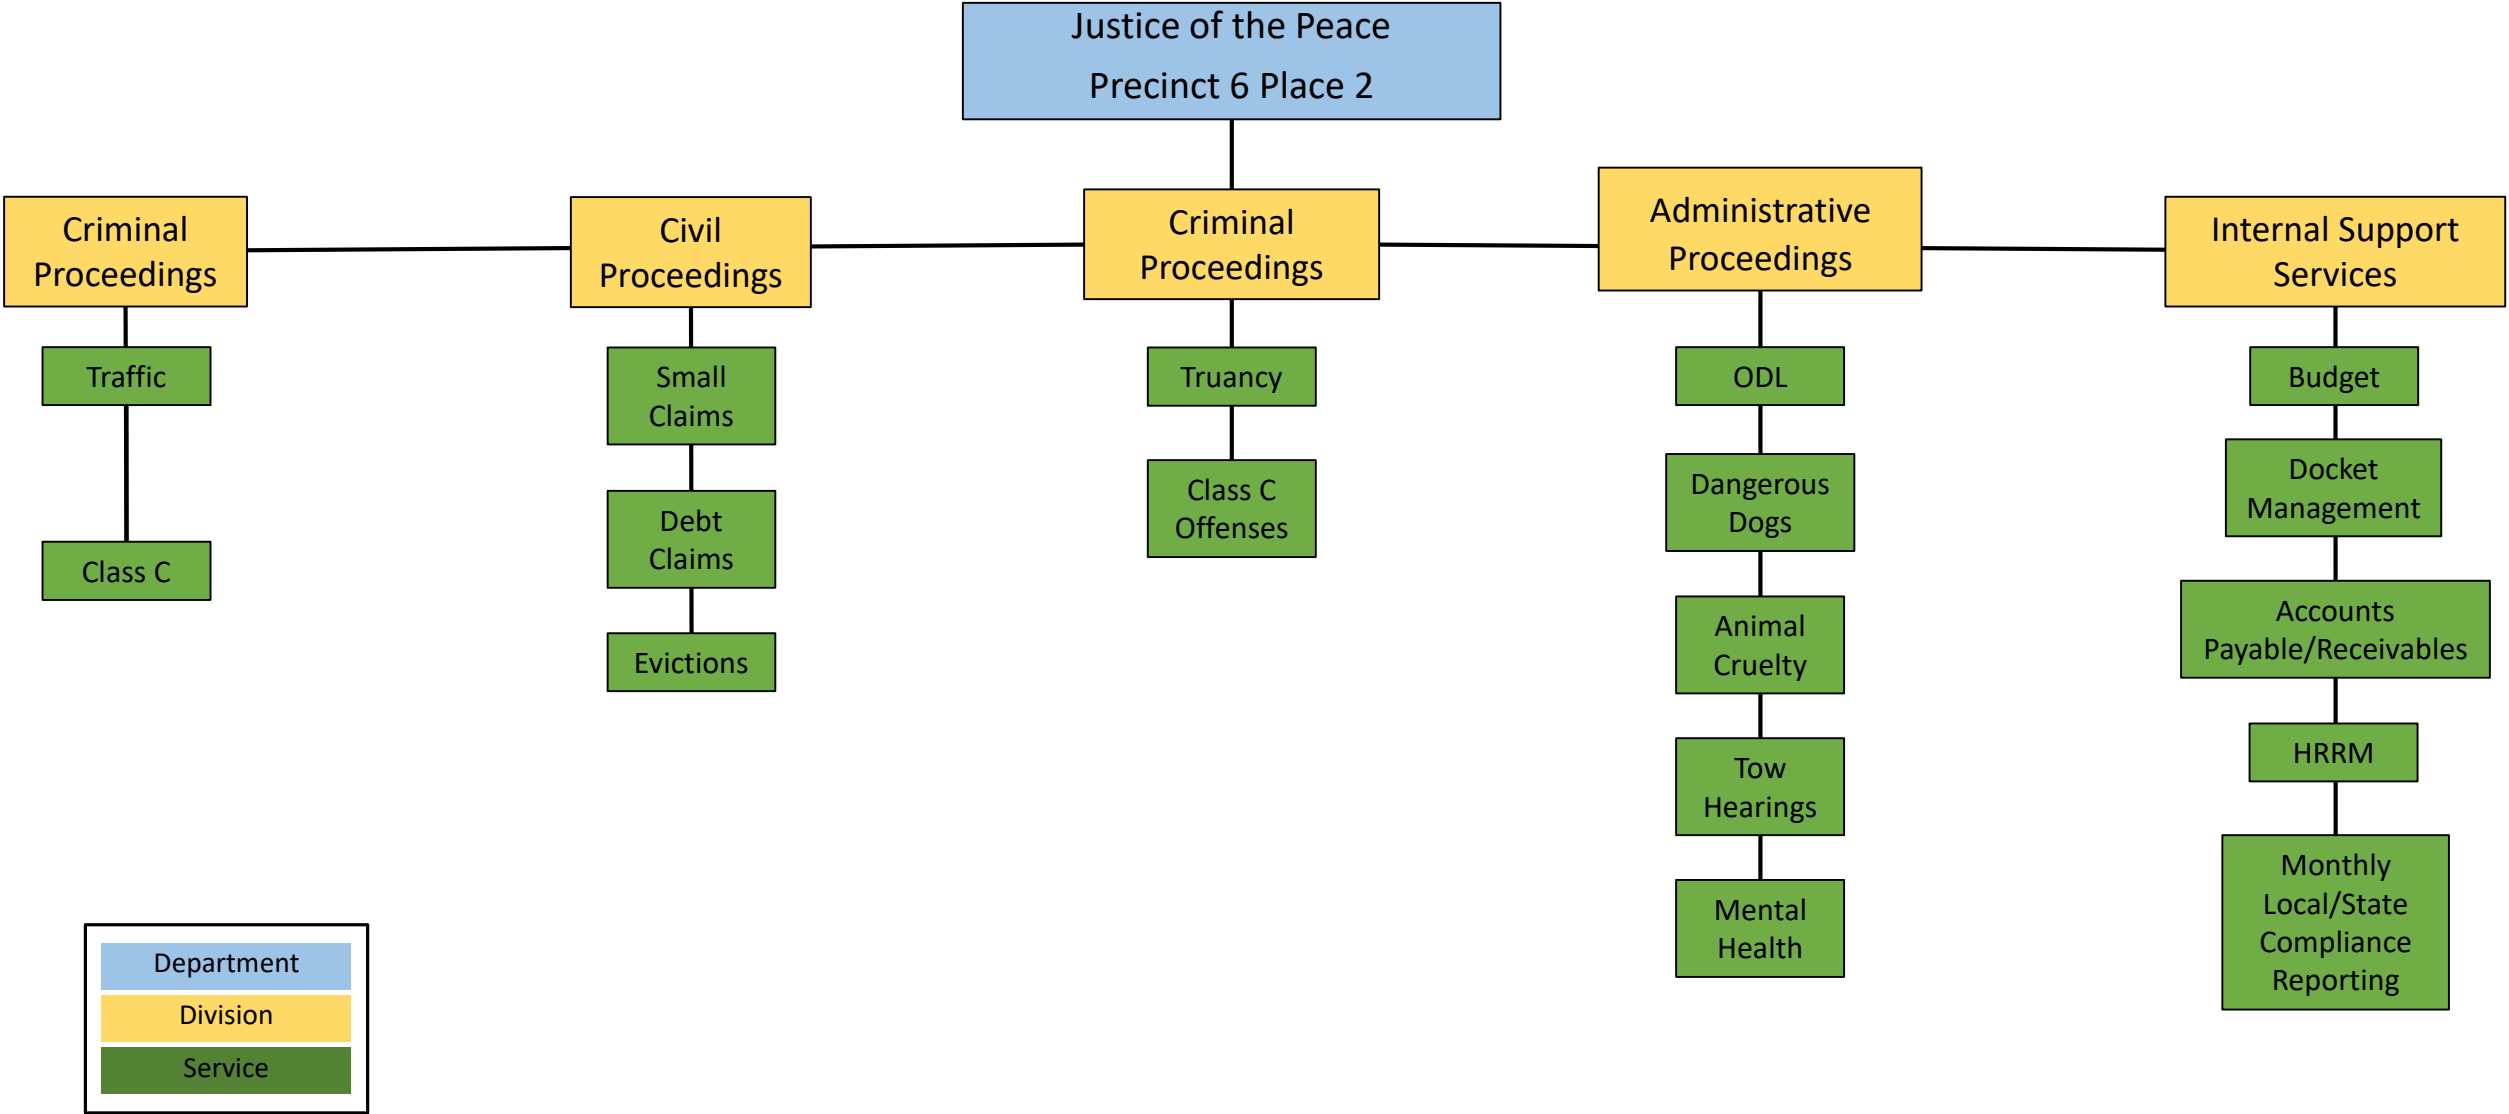 Justice of the Peace
Precinct 6 Place 2
Criminal
Proceedings
Traffic
Class C
Civil
Proceedings
Small
Claims
Debt
Claims
Evictions
Criminal
Proceedings
Truancy
Class C
Offenses
Administrative
Proceedings
ODL
Dangerous
Dogs
Animal
Cruelty
Tow
Hearings
Mental
Health
Internal Support
Services
Budget
Docket
Management
Accounts
Payable/Receivables
HRRM
Monthly
Local/State
Compliance
Reporting
Department
Division
Service